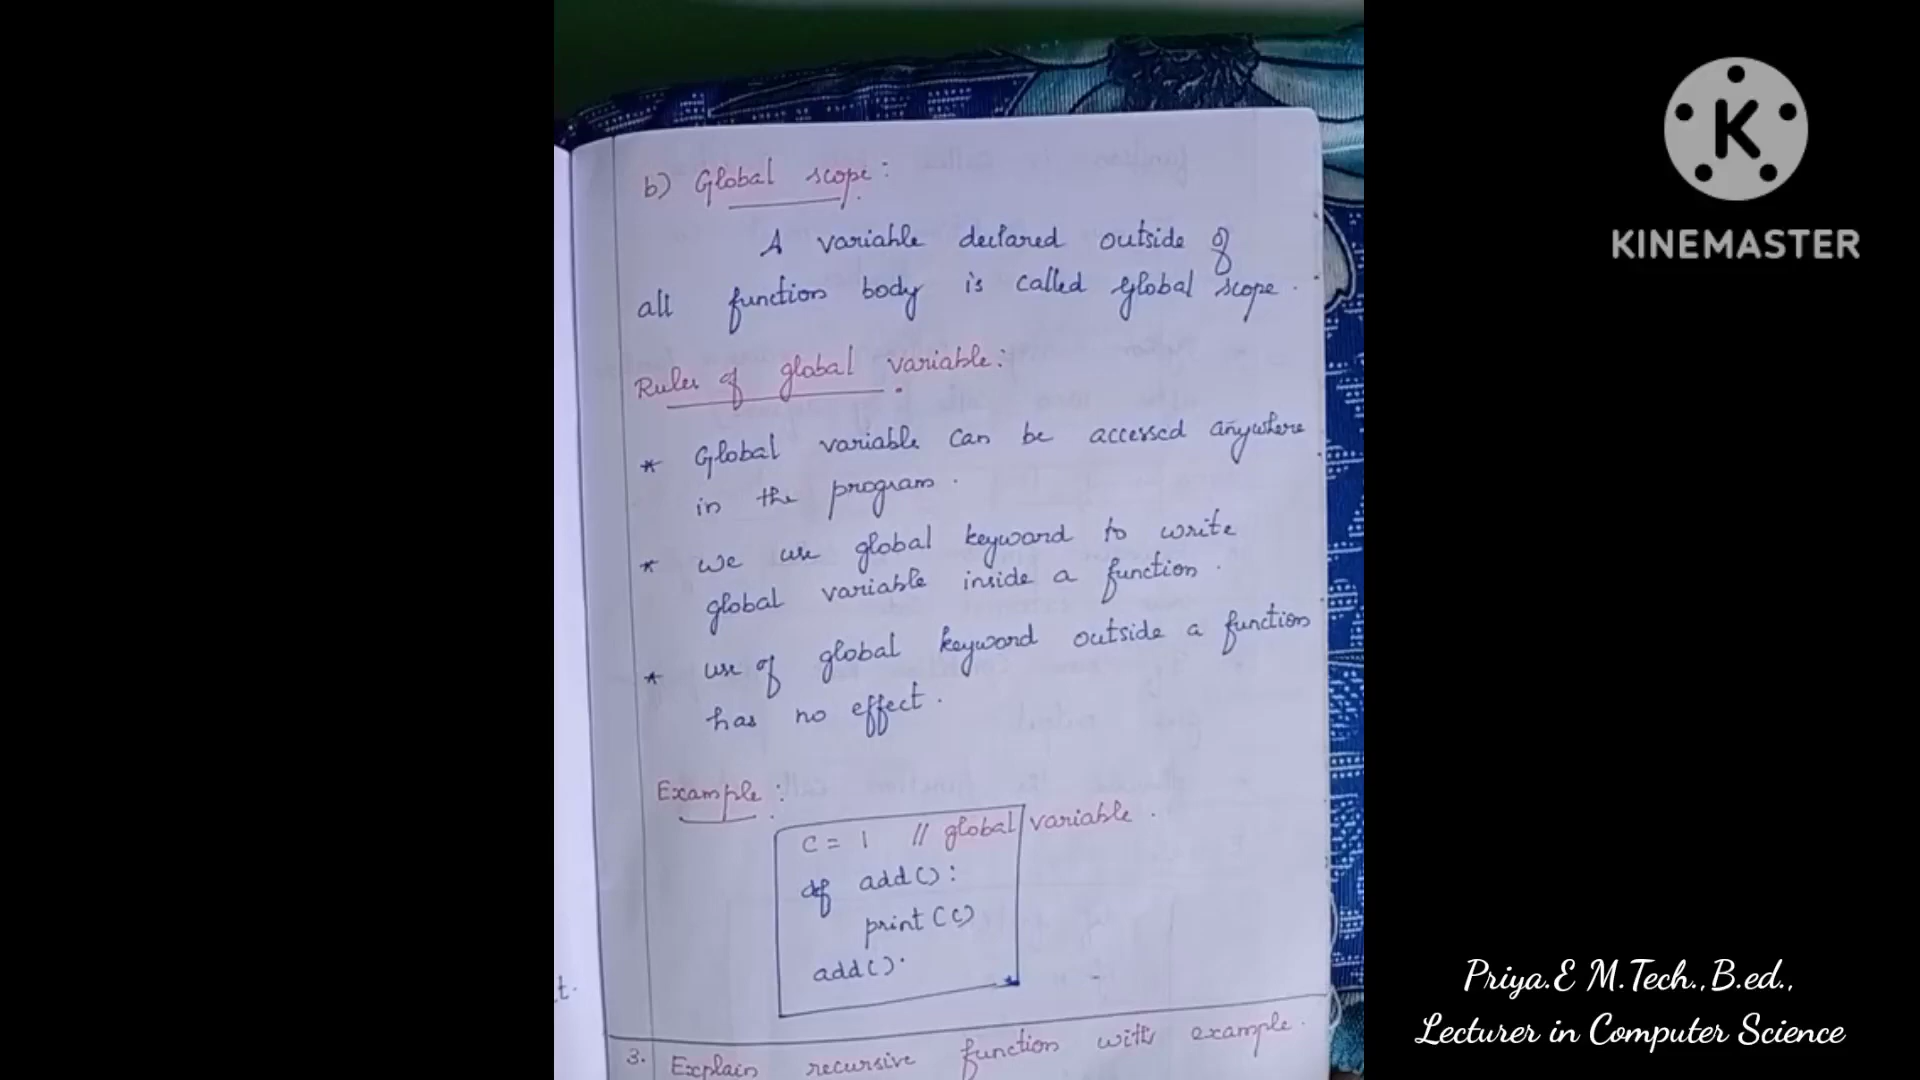 b) Global scope:
A variable declared outside of
all function body is called global scope.
Rules of global variable:
* Global variable can be accessed anywhere
in the program.
* we use global keyword to write
global variable inside a function.
* use of global keyword outside a function
has no effect.
Example:
C = 1 // global variable.
def add():
print (c)
add().
t.
3. Explain recursive function with example.
K
KINEMASTER
Priya.E M.Tech.,B.ed.,
Lecturer in Computer Science